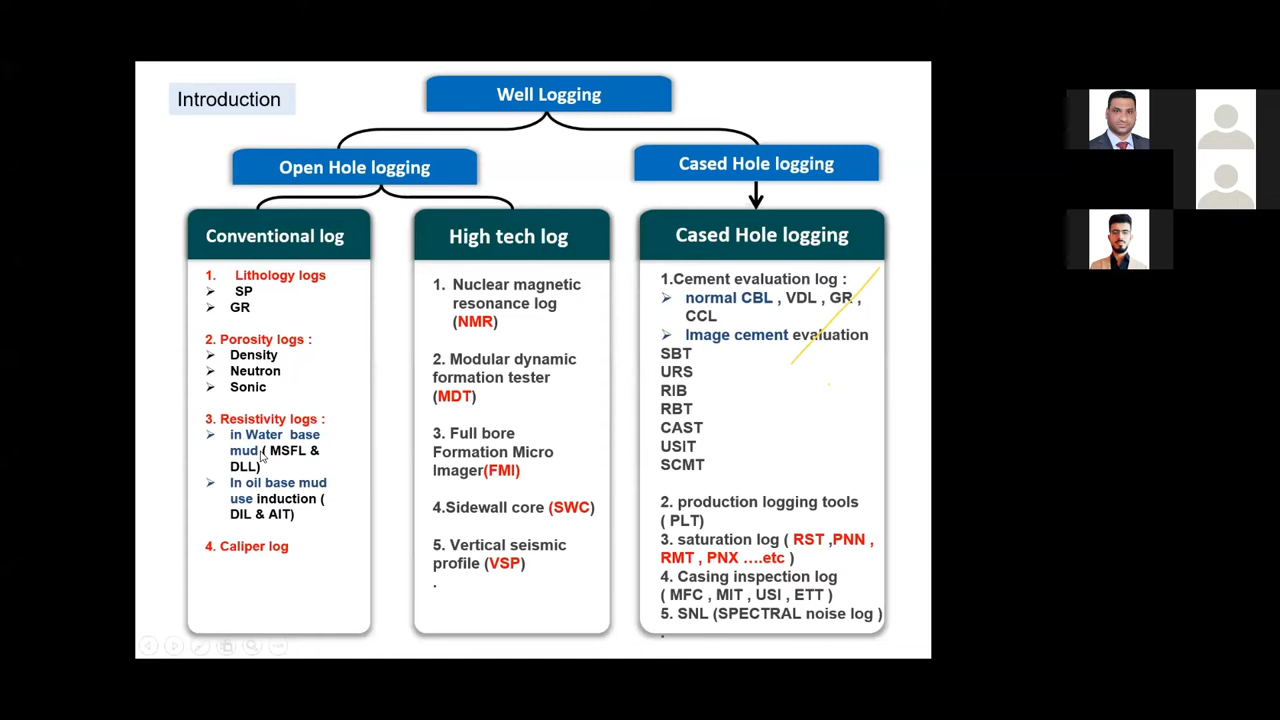 Introduction
Well Logging
Open Hole logging
Cased Hole logging
Conventional log
1. Lithology logs
SP
GR
2. Porosity logs :
Density
Neutron
Sonic
3. Resistivity logs :
in Water base
mud ( MSFL &
DLL)
In oil base mud
use induction (
DIL & AIT)
4. Caliper log
High tech log
1. Nuclear magnetic
resonance log
(NMR)
2. Modular dynamic
formation tester
(MDT)
3. Full bore
Formation Micro
Imager(FMI)
4.Sidewall core (SWC)
5. Vertical seismic
profile (VSP)
.
Cased Hole logging
1.Cement evaluation log :
normal CBL , VDL , GR ,
CCL
Image cement evaluation
SBT
URS
RIB
RBT
CAST
USIT
SCMT
2. production logging tools
( PLT)
3. saturation log ( RST ,PNN ,
RMT , PNX ....etc )
4. Casing inspection log
( MFC , MIT , USI , ETT )
5. SNL (SPECTRAL noise log )
.